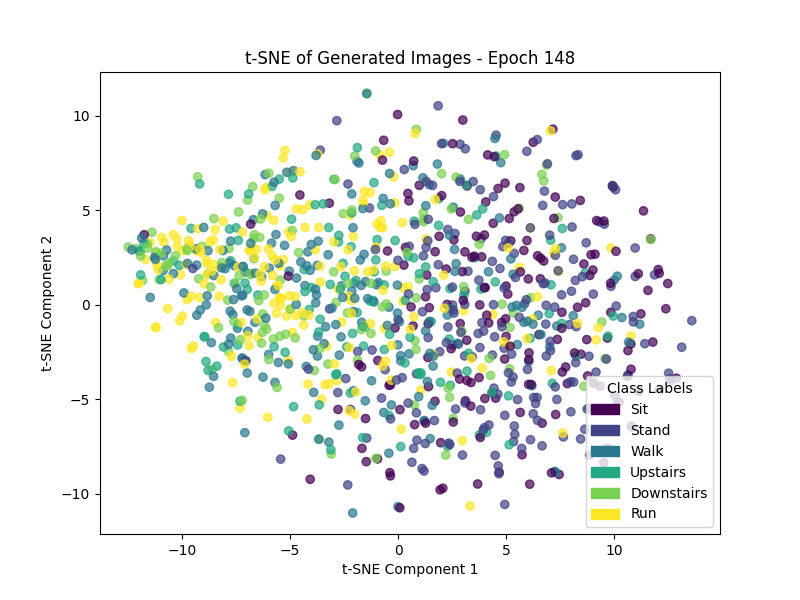 t-SNE of Generated Images - Epoch 148
t-SNE Component 2
10
5
0
−5
−10
Class Labels
Sit
Stand
Walk
Upstairs
Downstairs
Run
−10
−5
0
5
10
t-SNE Component 1